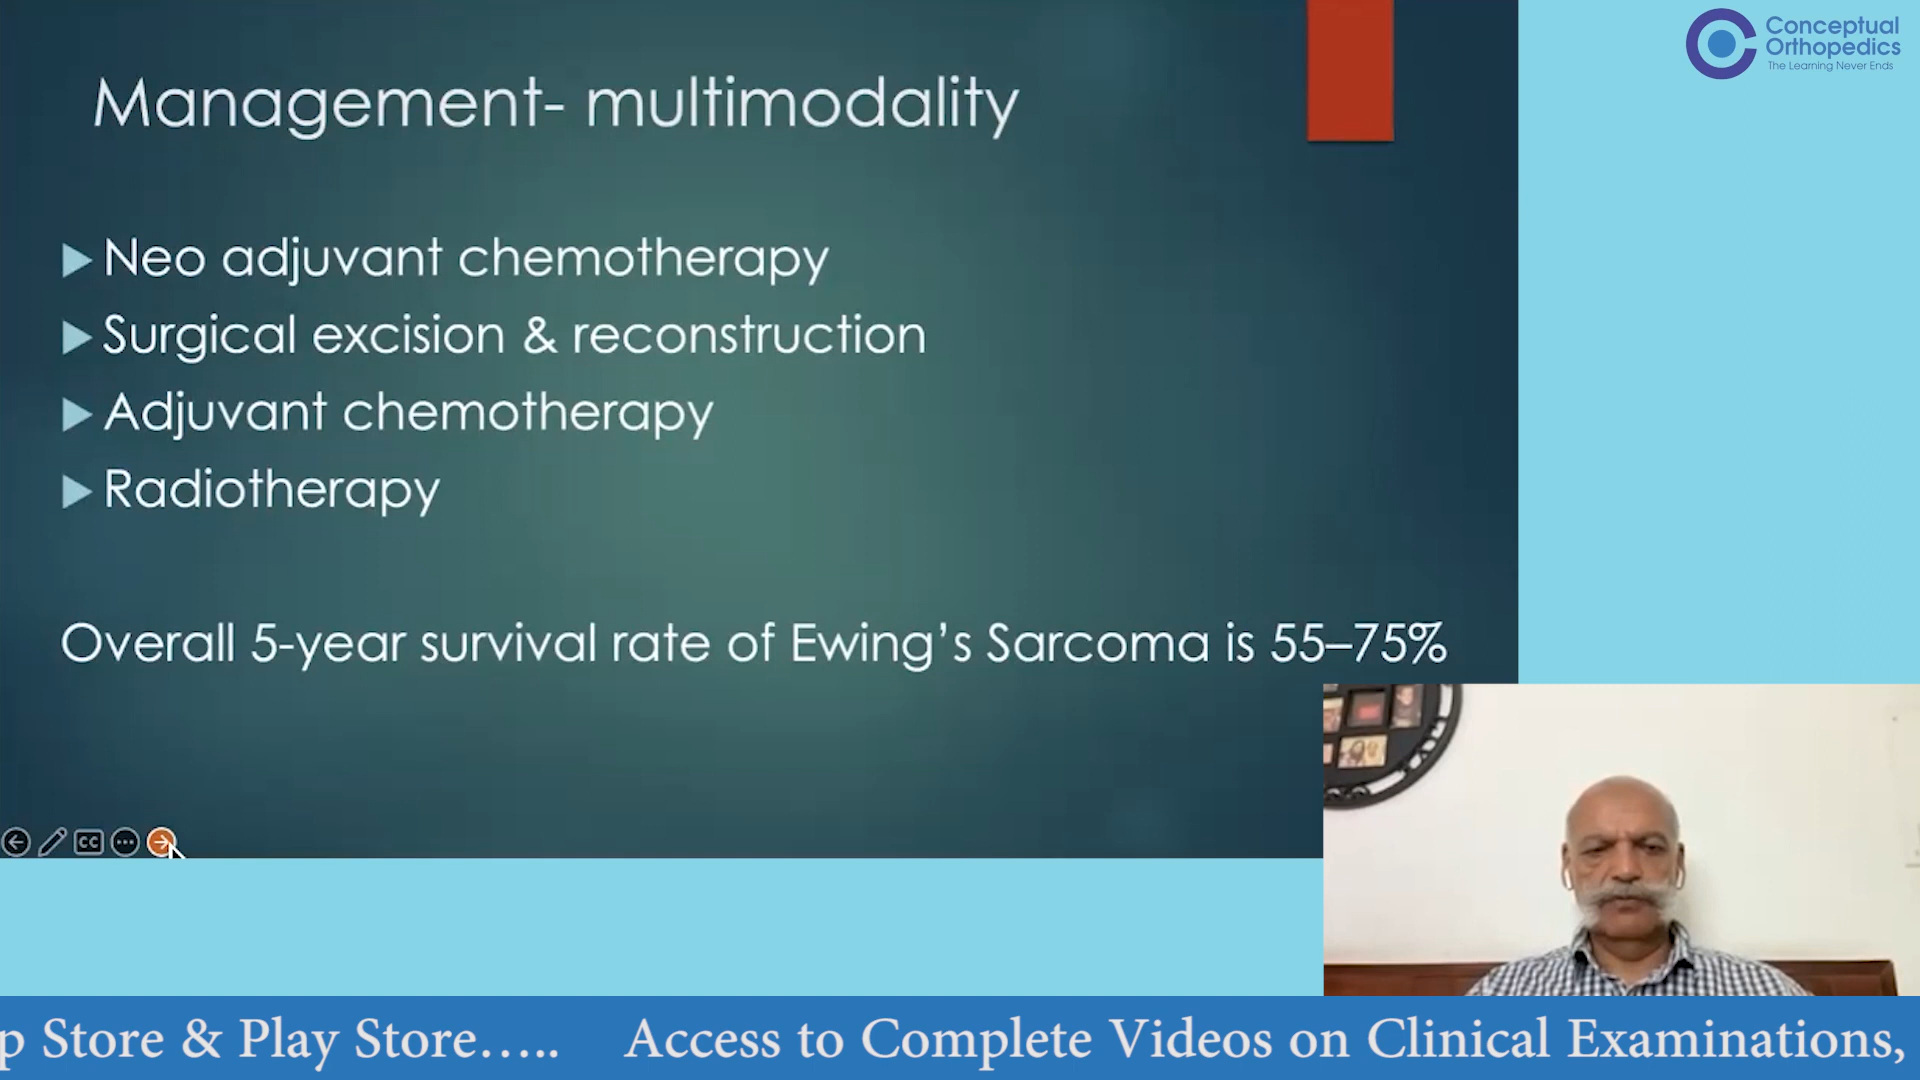 Conceptual
Orthopedics
The Learning Never Ends
Management- multimodality
Neo adjuvant chemotherapy
Surgical excision & reconstruction
Adjuvant chemotherapy
Radiotherapy
Overall 5-year survival rate of Ewing’s Sarcoma is 55–75%
CC
p Store & Play Store..... Access to Complete Videos on Clinical Examinations,